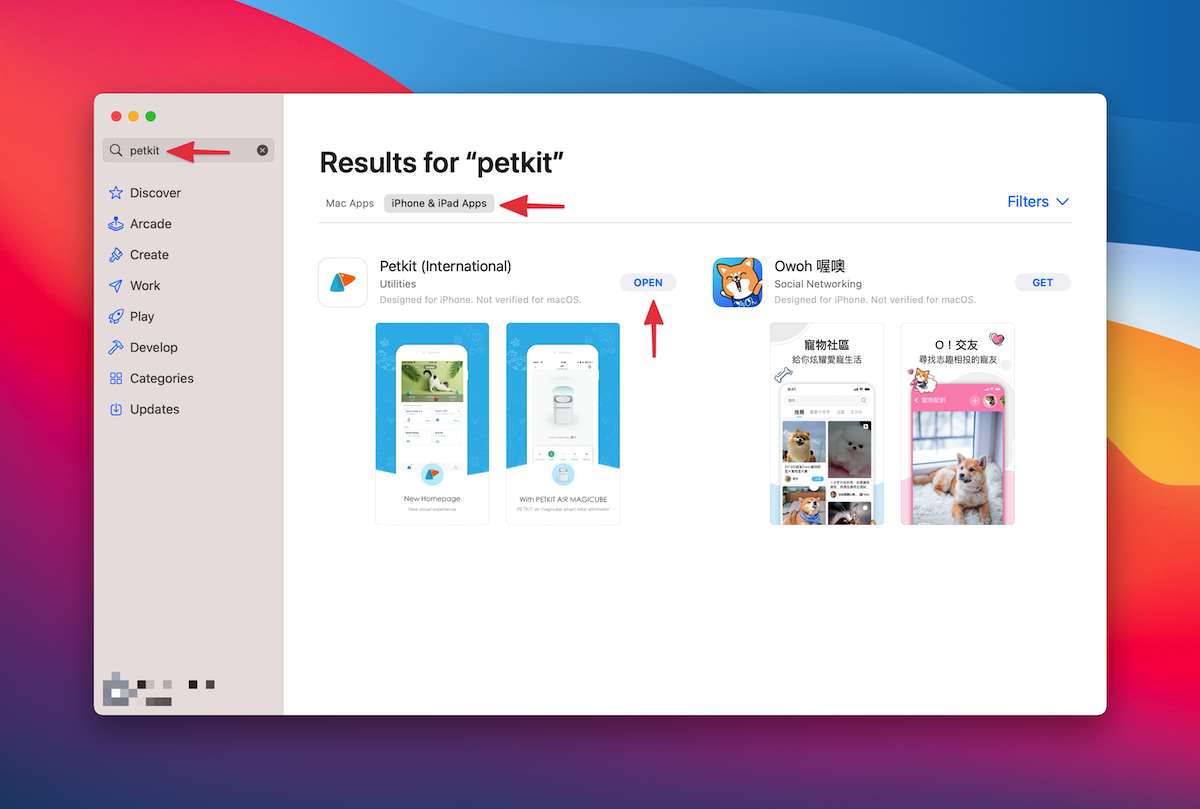 petkit
Discover
Arcade
Create
Work
Play
Develop
Categories
Updates
Results for “petkit”
Mac Apps
iPhone & iPad Apps
Filters
Petkit (International)
Utilities
Designed for iPhone. Not verified for macOS.
OPEN
New Homepage
New visual experience
With PETKIT AIR MAGICUBE
PETKIT air magicube smart odor eliminator
Owoh 喔噢
Social Networking
Designed for iPhone. Not verified for macOS.
GET
寵物社區
給你炫耀愛寵生活
推薦
O！交友
尋找志趣相投的寵友
寵物配對